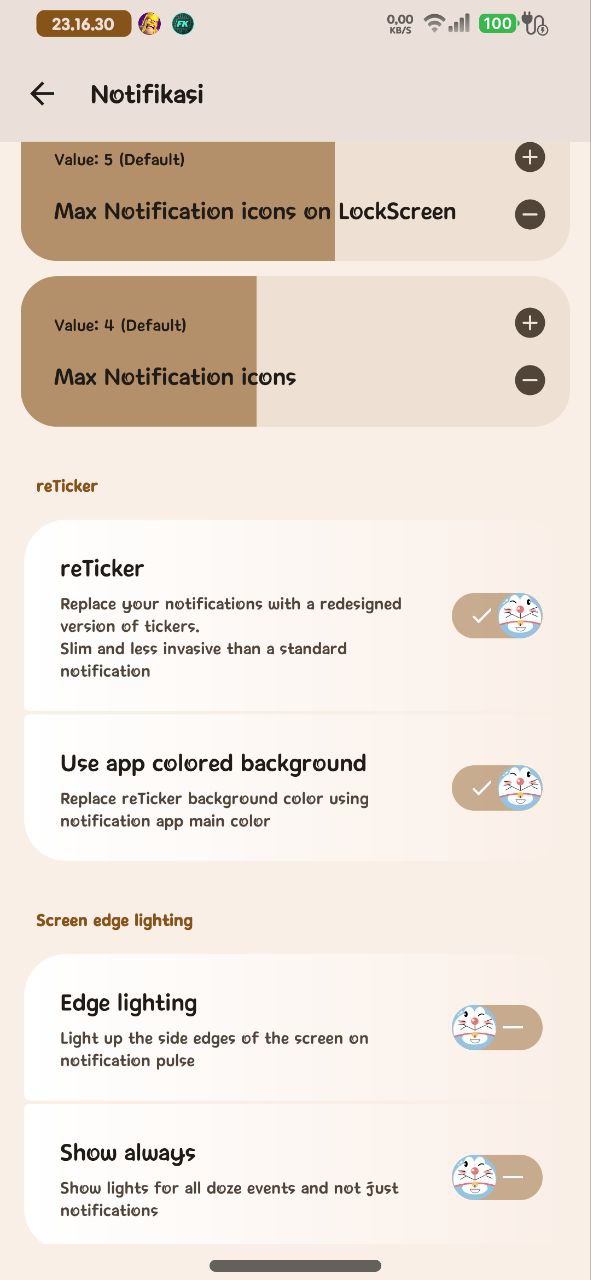 23.16.30
FK
0,00
KB/S
100
Notifikasi
Value: 5 (Default)
Max Notification icons on LockScreen
Value: 4 (Default)
Max Notification icons
reTicker
reTicker
Replace your notifications with a redesigned
version of tickers.
Slim and less invasive than a standard
notification
Use app colored background
Replace reTicker background color using
notification app main color
Screen edge lighting
Edge lighting
Light up the side edges of the screen on
notification pulse
Show always
Show lights for all doze events and not just
notifications